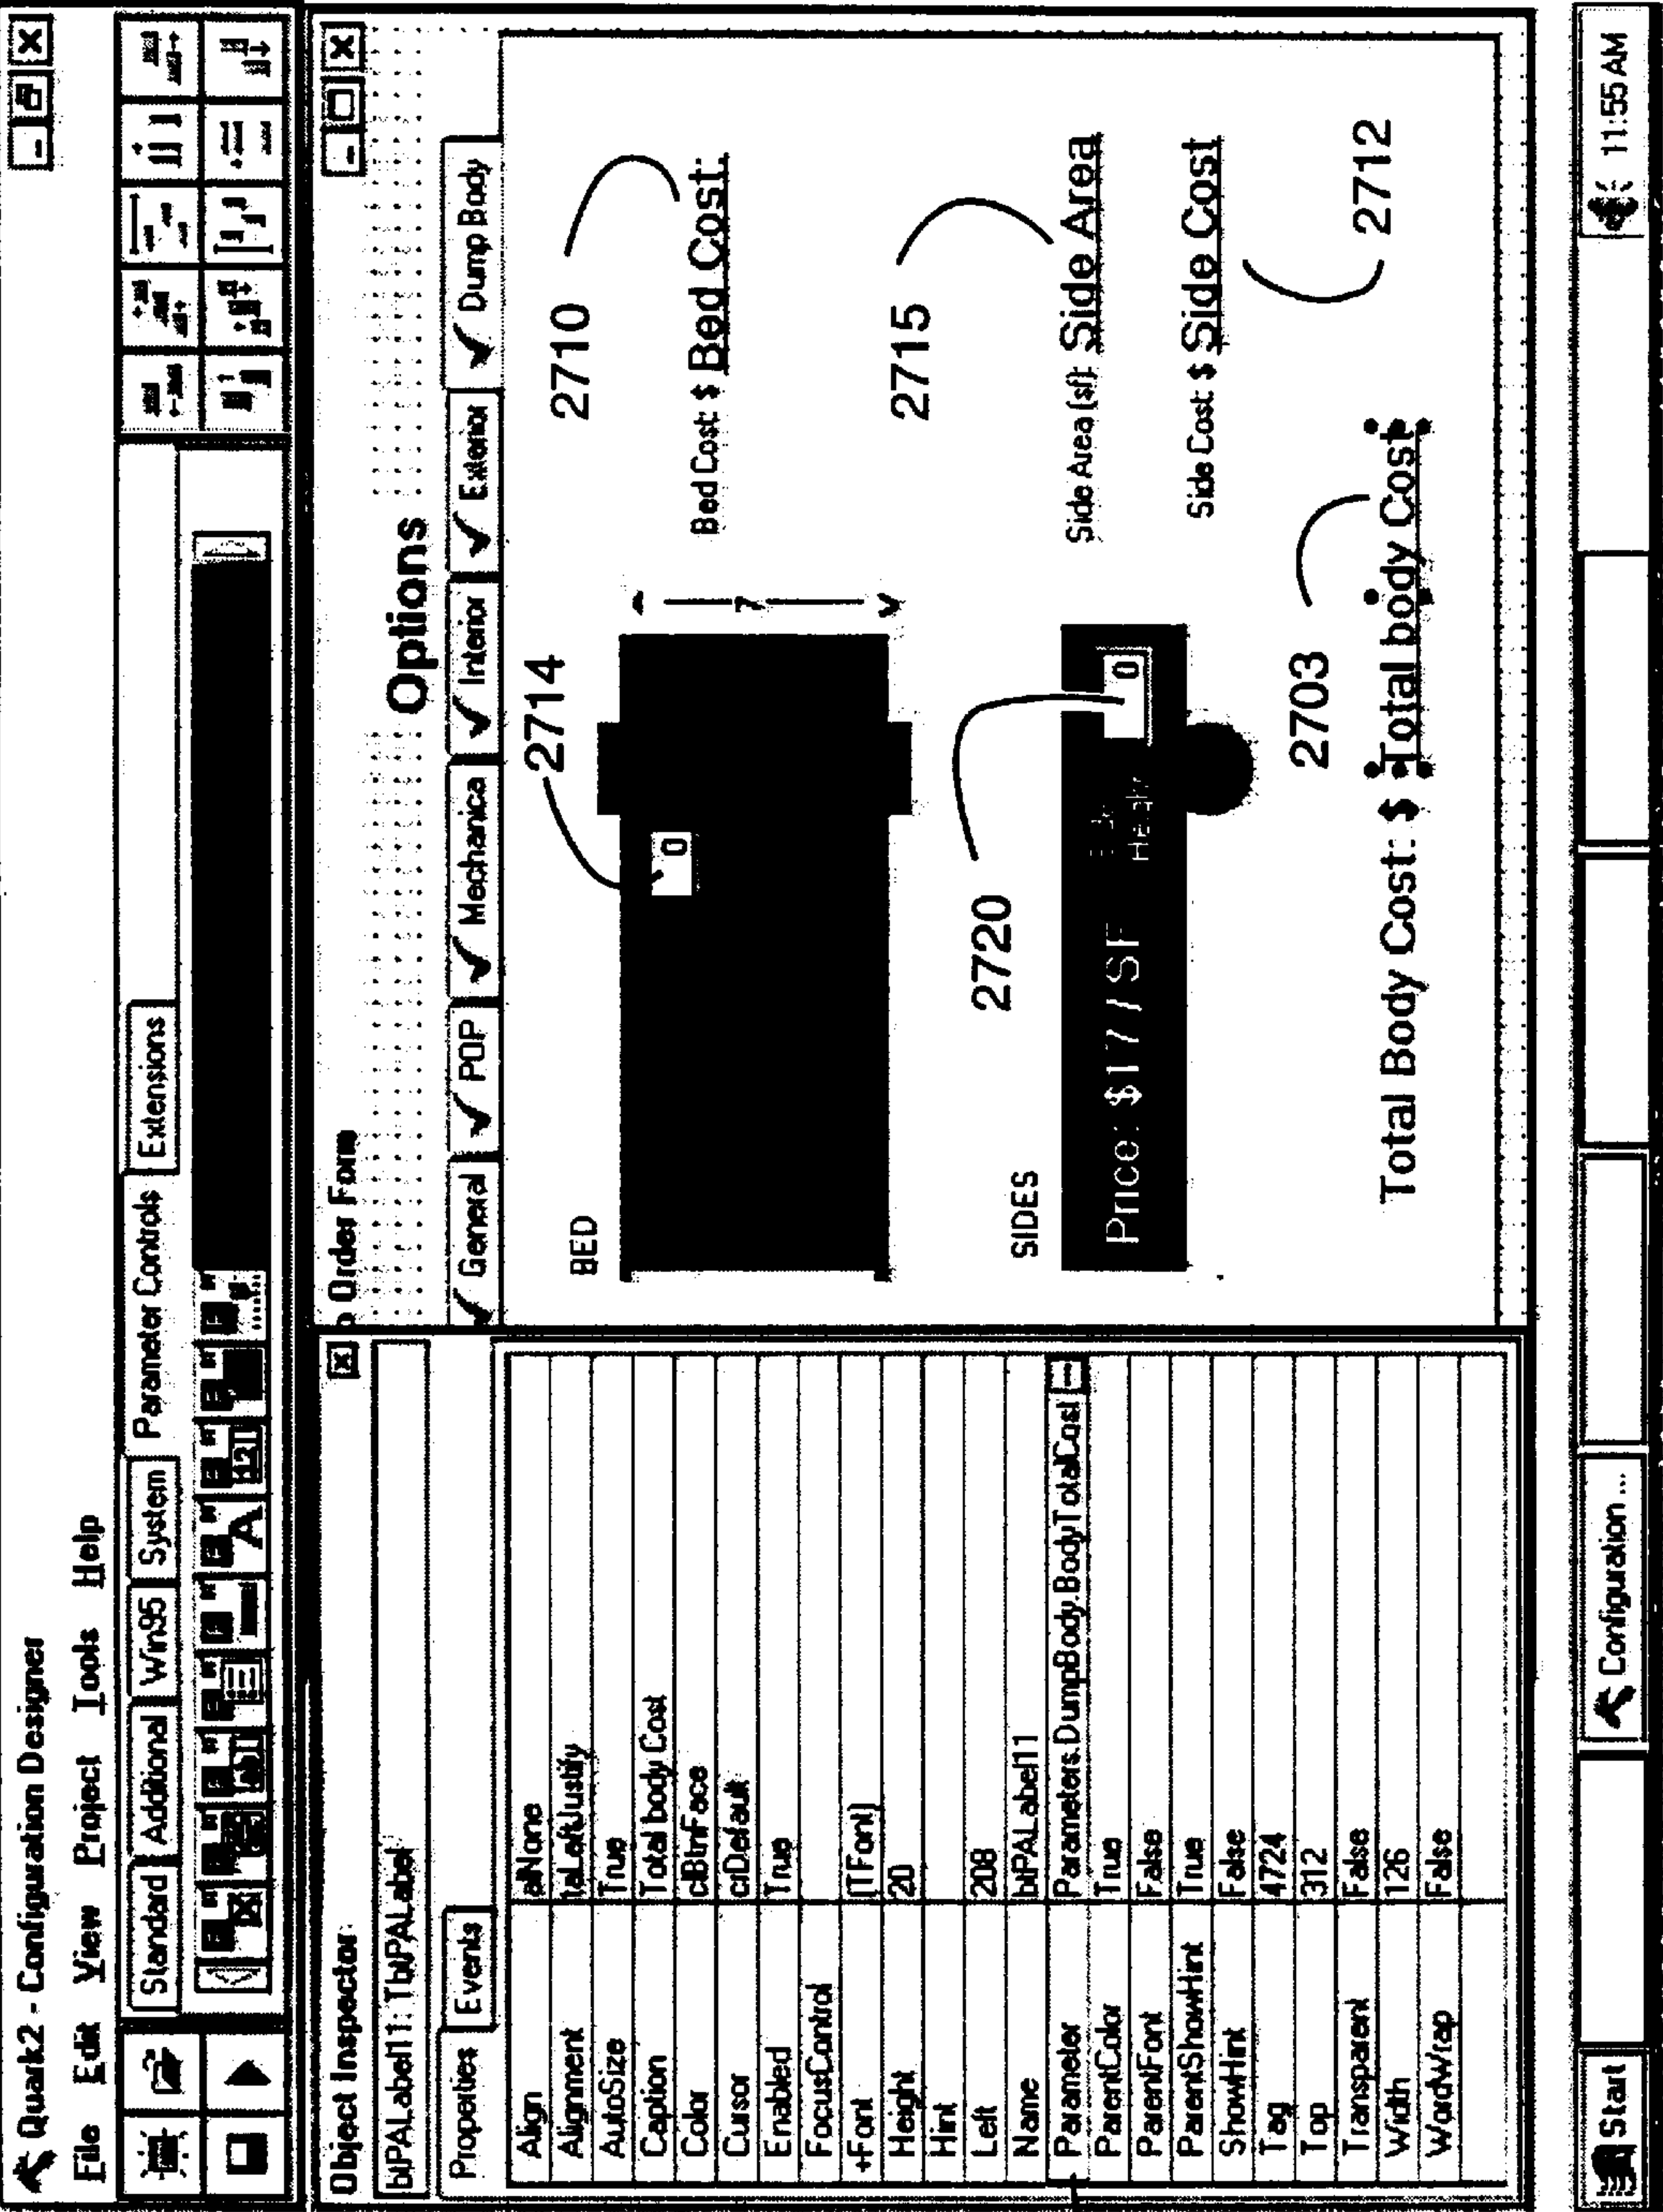 Quark2 - Configuration Designer
File Edit View Project Tools Help
Standard Additional Win95 System Parameter Controls Extensions
Object Inspector
btPALabel11: TbtPALabel
Properties Events
Align alNone
Alignment taLeftJustify
AutoSize True
Caption Total body Cost
Color clBtnFace
Cursor crDefault
Enabled True
FocusControl
+Font (TFont)
Height 20
Hint
Left 208
Name btPALabel11
Parameter Parameters.DumpBody.BodyTotalCost
ParentColor True
ParentFont False
ParentShowHint True
ShowHint False
Tag 4724
Top 312
Transparent False
Width 126
WordWrap False
Order Form
Options
General POP Mechanica Interior Exterior Dump Body
2714
2710
BED
0
7
Bed Cost: $ Bed Cost
2720
2715
SIDES
Price: $17 / SF
0
Side Area (sf): Side Area
Side Cost: $ Side Cost
2703
2712
Total Body Cost: $ Total body Cost
Start
Configuration ...
11:55 AM